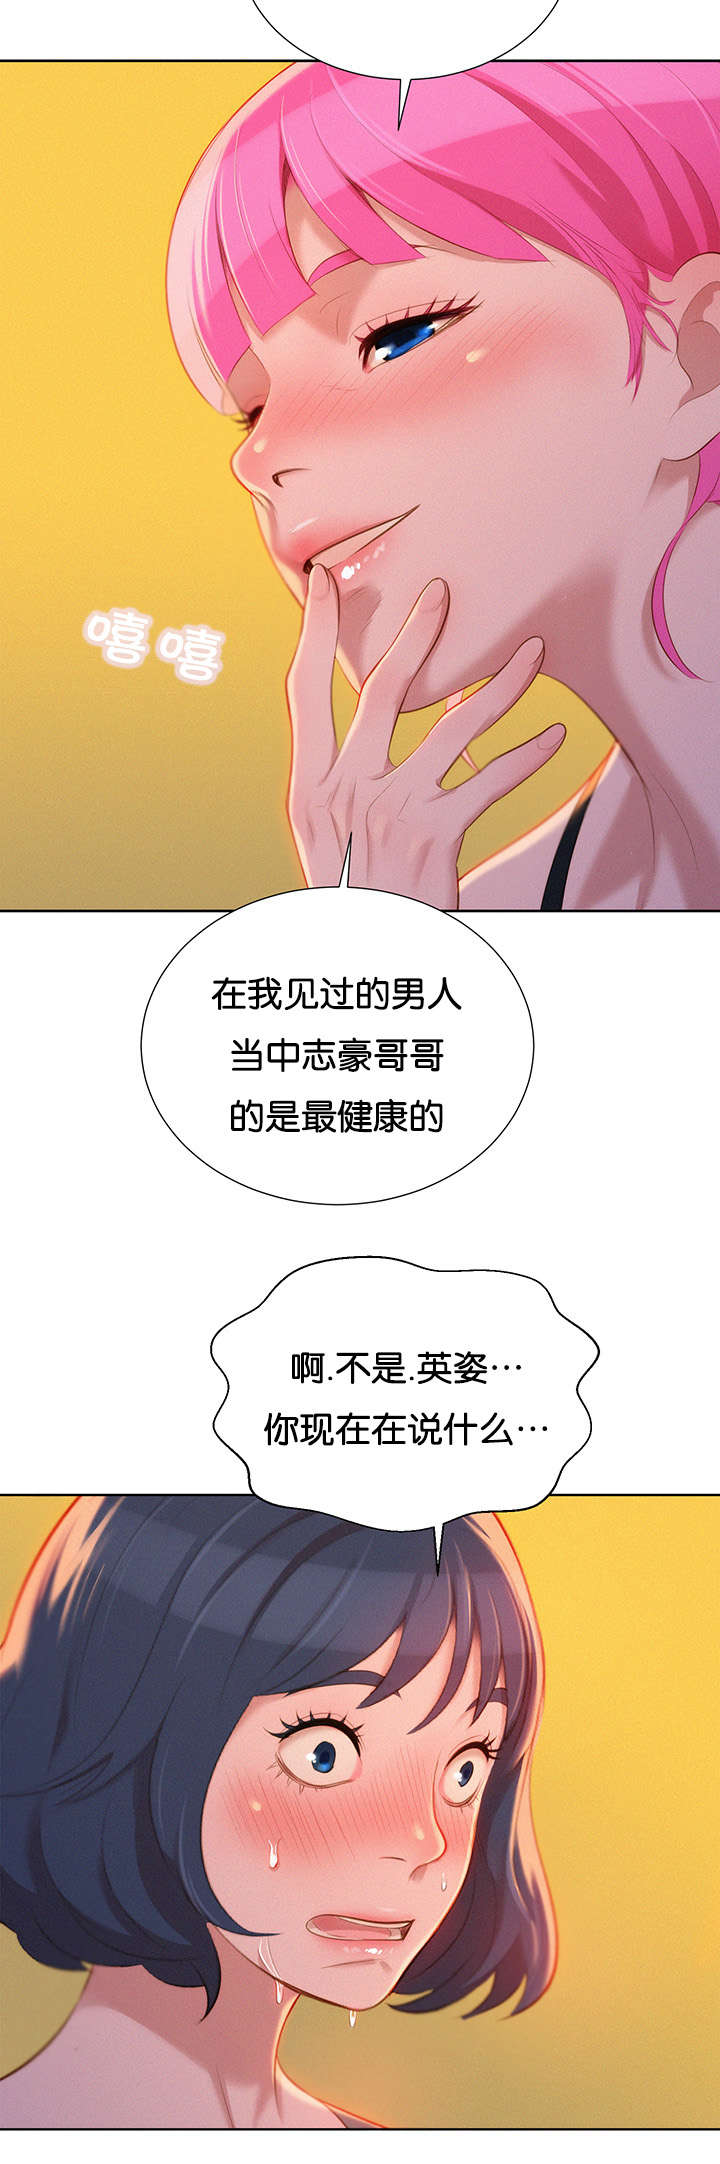 嘻嘻
在我见过的男人
当中志豪哥哥
的是最健康的
啊.不是.英姿…
你现在在说什么…